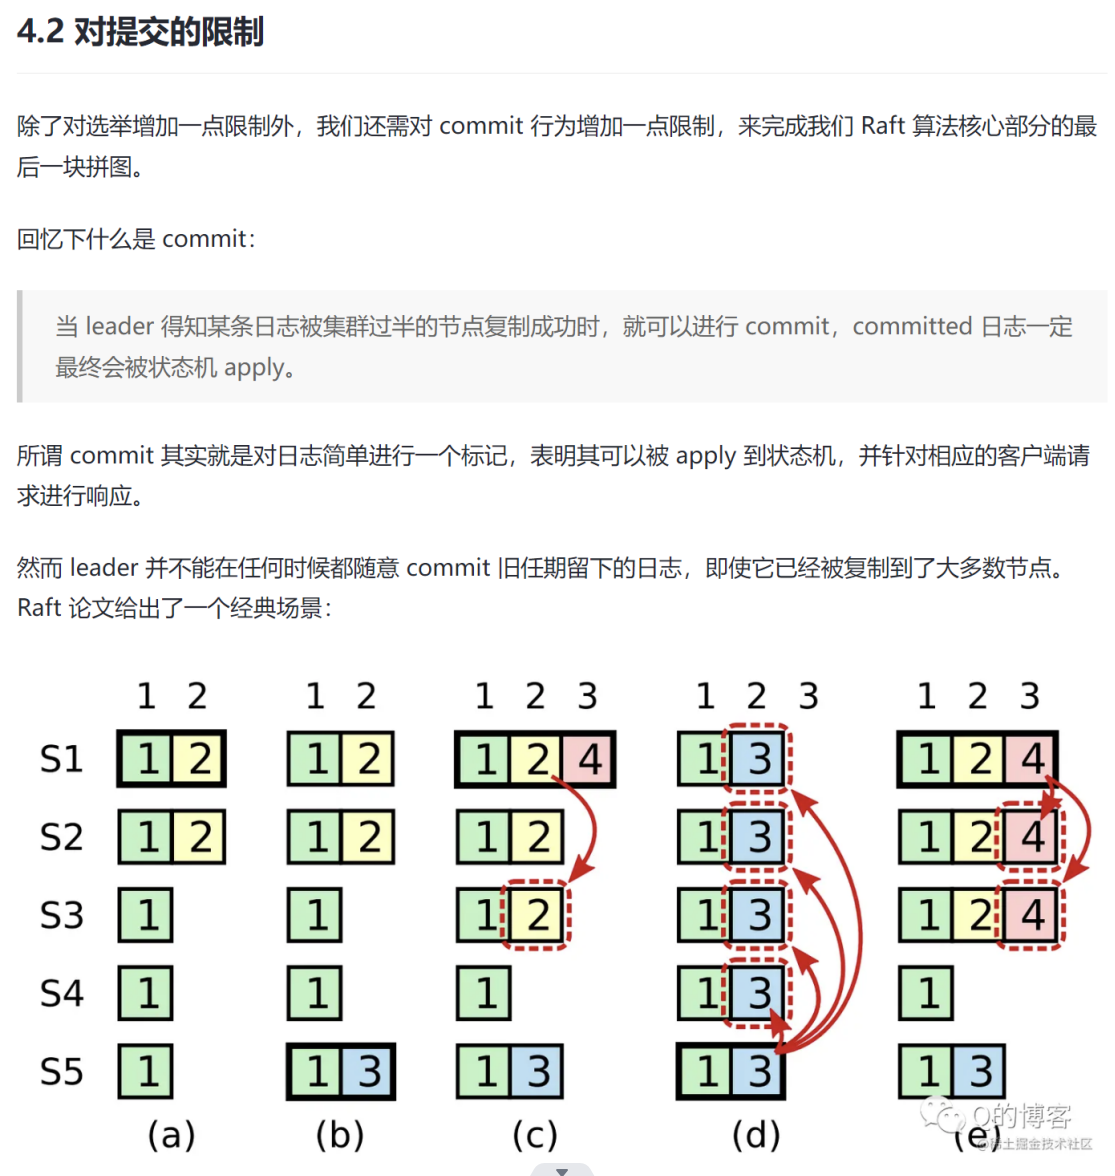 4.2 对提交的限制
除了对选举增加一点限制外，我们还需对 commit 行为增加一点限制，来完成我们 Raft 算法核心部分的最
后一块拼图。
回忆下什么是 commit：
当 leader 得知某条日志被集群过半的节点复制成功时，就可以进行 commit，committed 日志一定
最终会被状态机 apply。
所谓 commit 其实就是对日志简单进行一个标记，表明其可以被 apply 到状态机，并针对相应的客户端请
求进行响应。
然而 leader 并不能在任何时候都随意 commit 旧任期留下的日志，即使它已经被复制到了大多数节点。
Raft 论文给出了一个经典场景：
1 2 1 2 1 2 3 1 2 3 1 2 3
S1 1 2 1 2 1 2 4 1 3 1 2 4
S2 1 2 1 2 1 2 1 3 1 2 4
S3 1 1 1 2 1 3 1 2 4
S4 1 1 1 1 3 1
S5 1 1 3 1 3 1 3 1 3
Q的博客
(a) (b) (c) (d) (e)
@稀土掘金技术社区